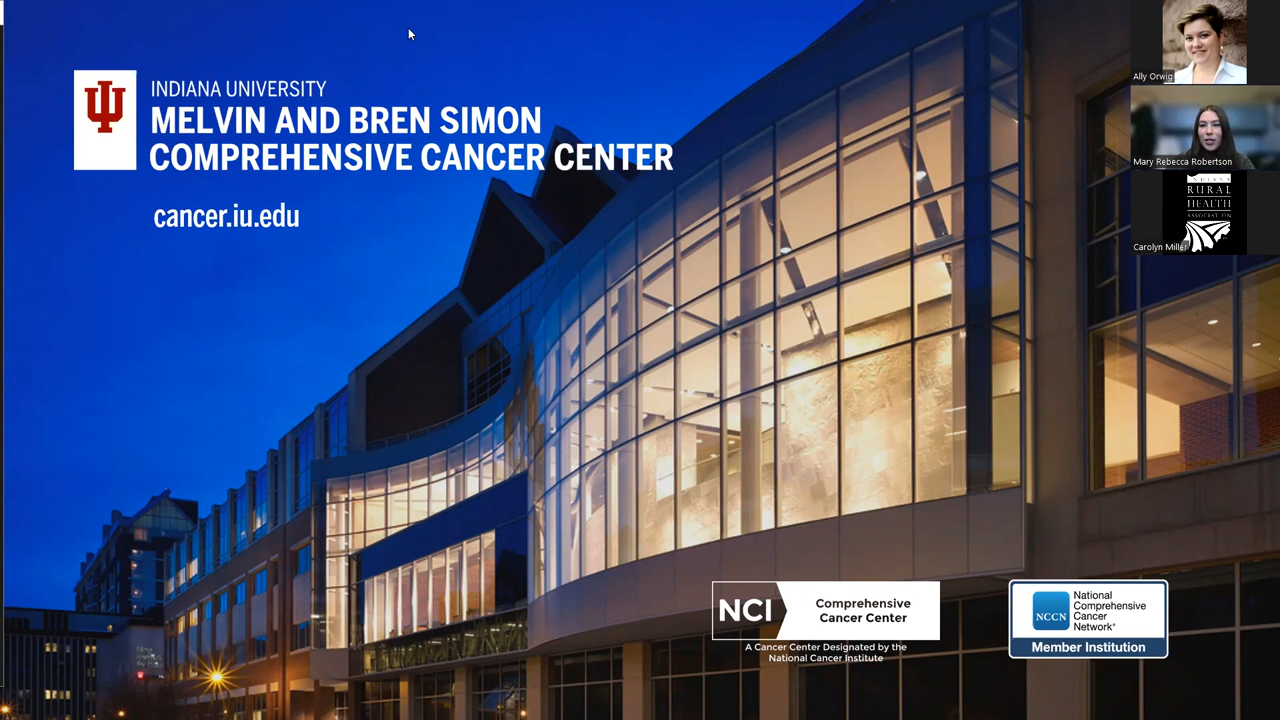 INDIANA UNIVERSITY
MELVIN AND BREN SIMON
COMPREHENSIVE CANCER CENTER
cancer.iu.edu
Ally Orwig
Mary Rebecca Robertson
INDIANA
RURAL
HEALTH
ASSOCIATION
Carolyn Miller
NCI
Comprehensive
Cancer Center
A Cancer Center Designated by the
National Cancer Institute
NCCN
National
Comprehensive
Cancer
Network®
Member Institution